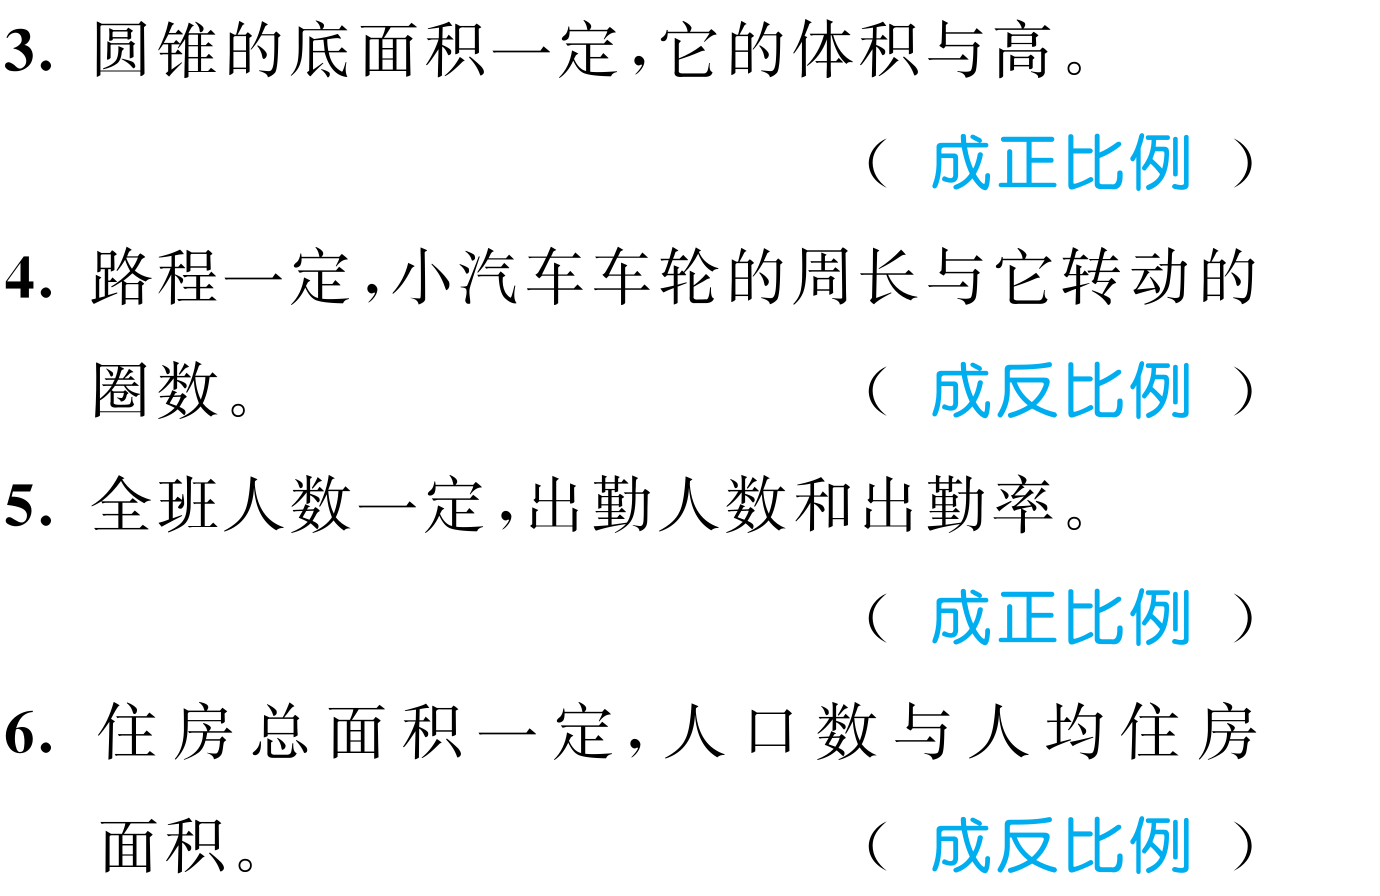 3. 圆锥的底面积一定,它的体积与高。
（ 成正比例 ）
4. 路程一定,小汽车车轮的周长与它转动的
圈数。 （ 成反比例 ）
5. 全班人数一定,出勤人数和出勤率。
（ 成正比例 ）
6. 住房总面积一定,人口数与人均住房
面积。 （ 成反比例 ）